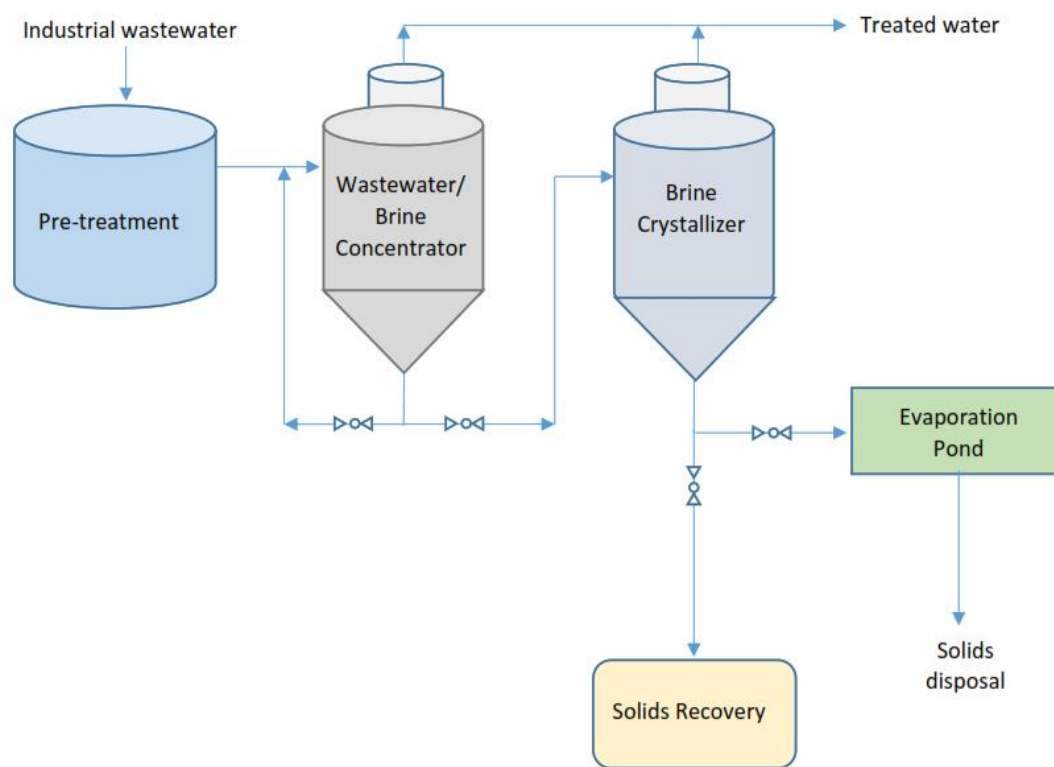 Industrial wastewater
Treated water
Pre-treatment
Wastewater/
Brine
Concentrator
Brine
Crystallizer
Evaporation
Pond
Solids
disposal
Solids Recovery